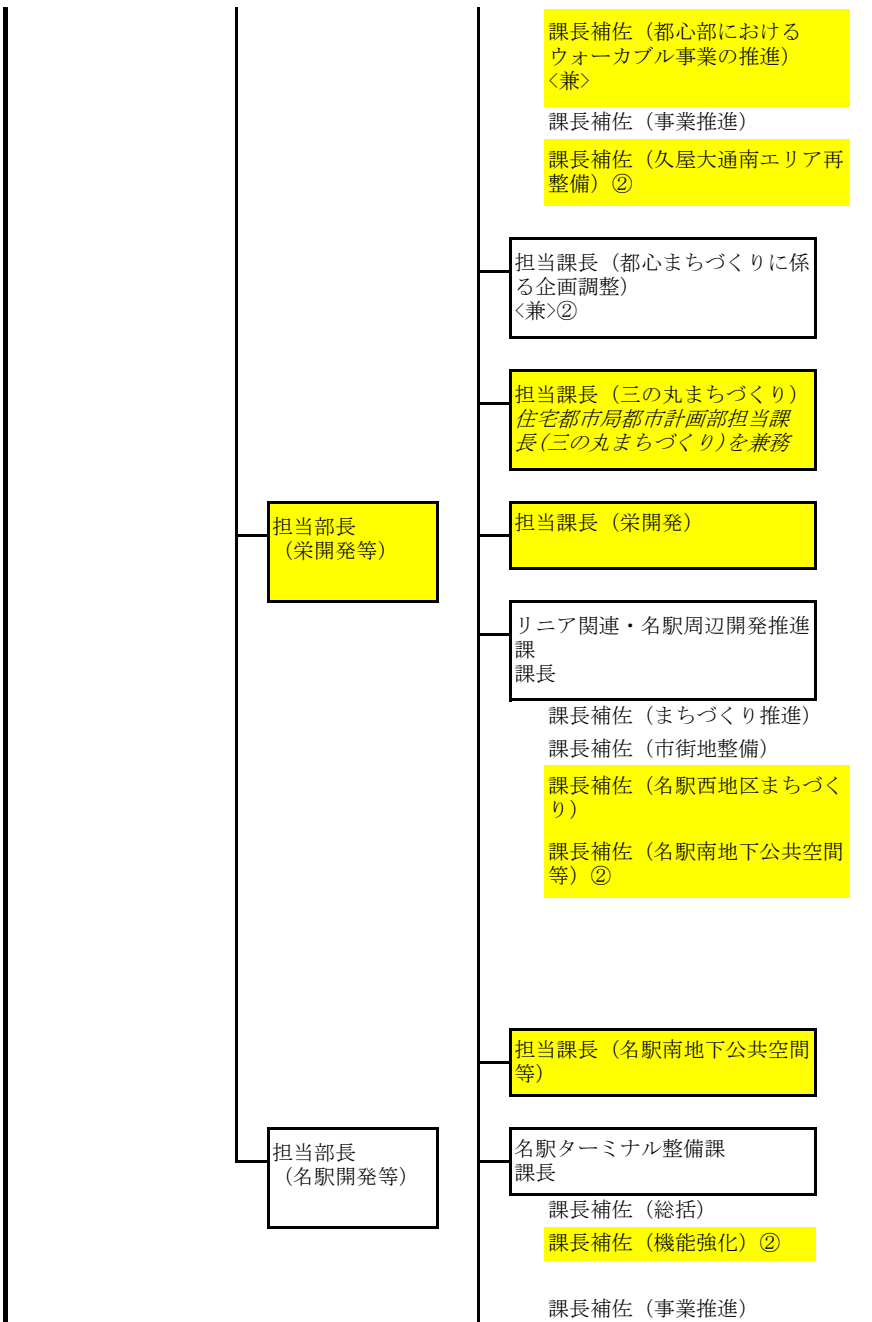 課長補佐（都心部における
ウォーカブル事業の推進）
<兼>
課長補佐（事業推進）
課長補佐（久屋大通南エリア再
整備）②
担当課長（都心まちづくりに係
る企画調整）
<兼>②
担当課長（三の丸まちづくり）
住宅都市局都市計画部担当課
長(三の丸まちづくり)を兼務
担当部長
（栄開発等）
担当課長（栄開発）
リニア関連・名駅周辺開発推進
課
課長
課長補佐（まちづくり推進）
課長補佐（市街地整備）
課長補佐（名駅西地区まちづく
り）
課長補佐（名駅南地下公共空間
等）②
担当課長（名駅南地下公共空間
等）
担当部長
（名駅開発等）
名駅ターミナル整備課
課長
課長補佐（総括）
課長補佐（機能強化）②
課長補佐（事業推進）